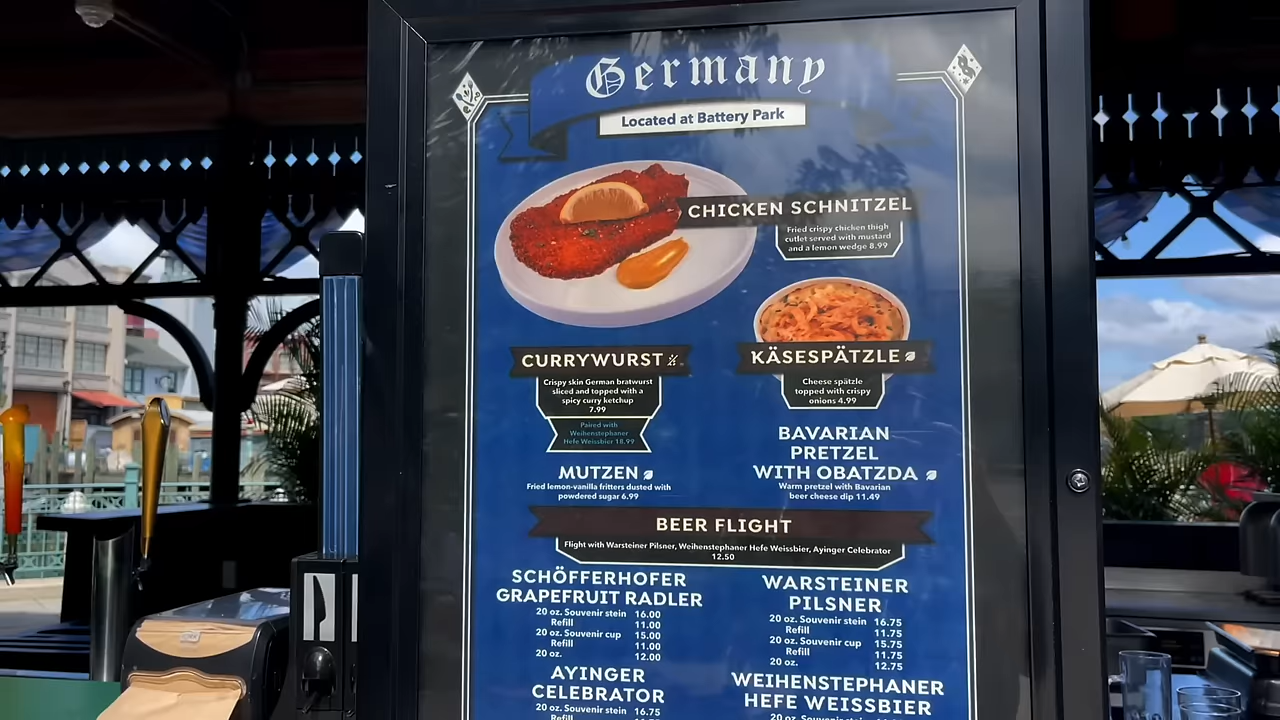 Germany
Located at Battery Park
CHICKEN SCHNITZEL
Fried crispy chicken thigh
cutlet served with mustard
and a lemon wedge 8.99
CURRYWURST
Crispy skin German bratwurst
sliced and topped with a
spicy curry ketchup
7.99
Paired with
Weihenstephaner
Hefe Weissbier 18.99
KÄSESPÄTZLE
Cheese spätzle
topped with crispy
onions 4.99
MUTZEN
Fried lemon-vanilla fritters dusted with
powdered sugar 6.99
BAVARIAN
PRETZEL
WITH OBATZDA
Warm pretzel with Bavarian
beer cheese dip 11.49
BEER FLIGHT
Flight with Warsteiner Pilsner, Weihenstephaner Hefe Weissbier, Ayinger Celebrator
12.50
SCHÖFFERHOFER
GRAPEFRUIT RADLER
20 oz. Souvenir stein 16.00
Refill 11.00
20 oz. Souvenir cup 15.00
Refill 11.00
20 oz. 12.00
WARSTEINER
PILSNER
20 oz. Souvenir stein 16.75
Refill 11.75
20 oz. Souvenir cup 15.75
Refill 11.75
20 oz. 12.75
AYINGER
CELEBRATOR
20 oz. Souvenir stein 16.75
Refill
WEIHENSTEPHANER
HEFE WEISSBIER
20 oz. Souvenir stein